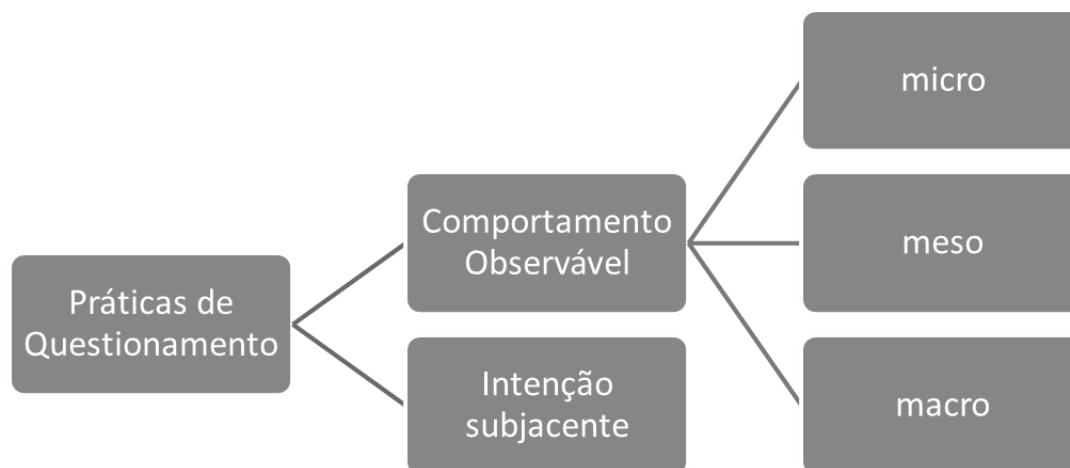 Práticas de
Questionamento
Comportamento
Observável
Intenção
subjacente
micro
meso
macro